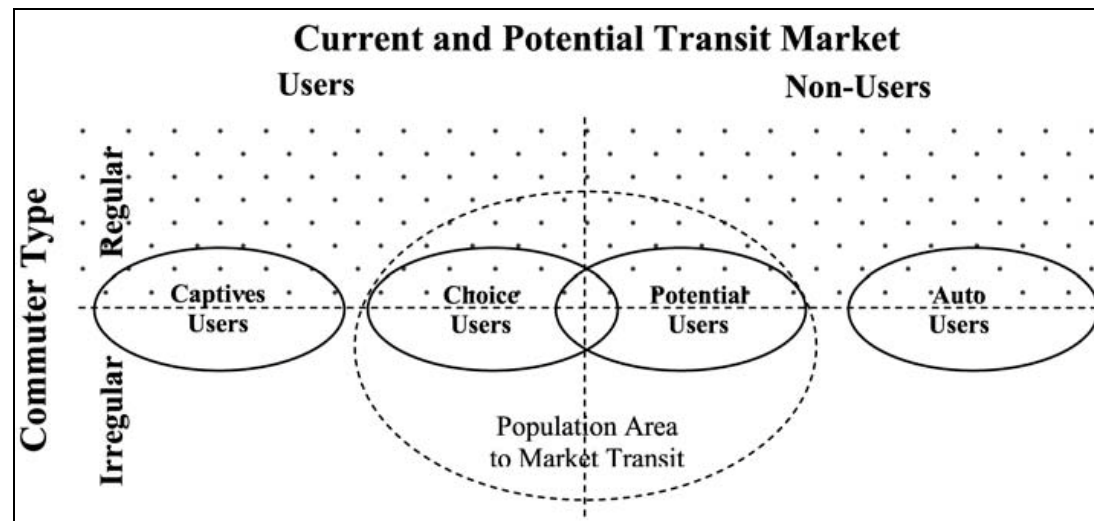 Current and Potential Transit Market
Users
Non-Users
Commuter Type
Regular
Irregular
Captives
Users
Choice
Users
Potential
Users
Auto
Users
Population Area
to Market Transit